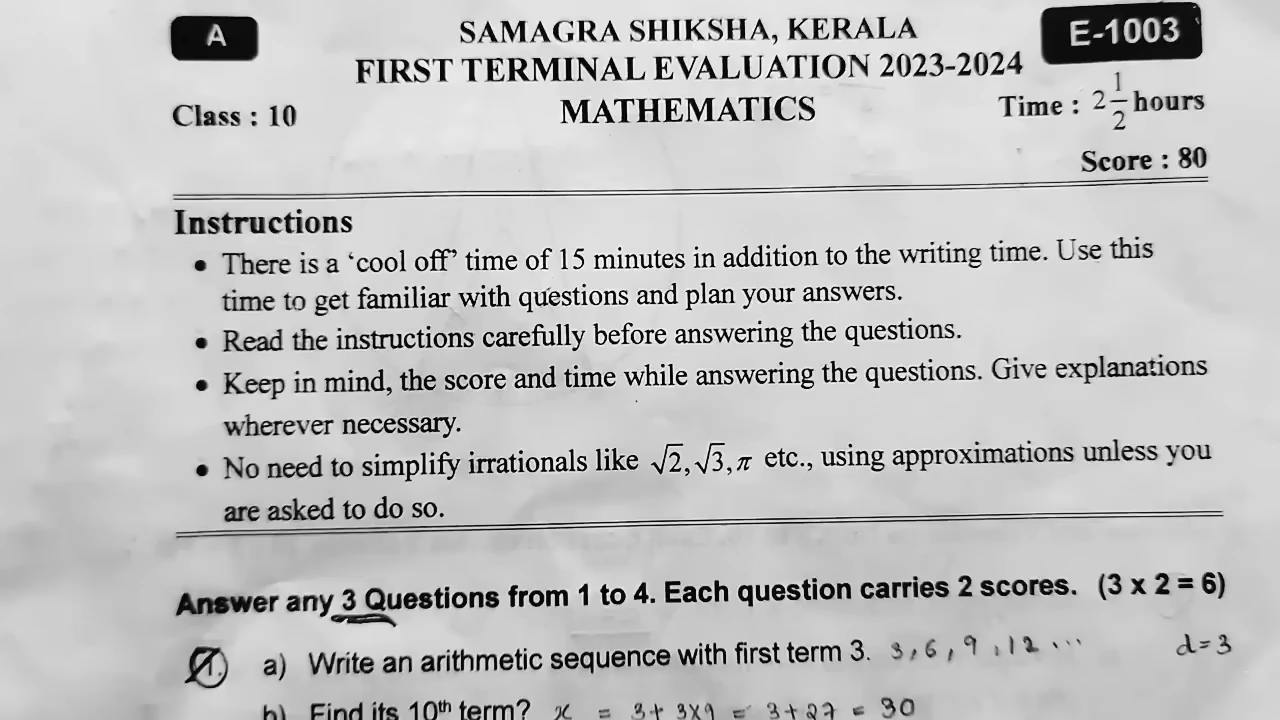 A
SAMAGRA SHIKSHA, KERALA
E-1003
FIRST TERMINAL EVALUATION 2023-2024
Class : 10
MATHEMATICS
Time : 2 1/2 hours
Score : 80
Instructions
• There is a ‘cool off’ time of 15 minutes in addition to the writing time. Use this
time to get familiar with questions and plan your answers.
• Read the instructions carefully before answering the questions.
• Keep in mind, the score and time while answering the questions. Give explanations
wherever necessary.
• No need to simplify irrationals like √2, √3, π etc., using approximations unless you
are asked to do so.
Answer any 3 Questions from 1 to 4. Each question carries 2 scores. (3 x 2 = 6)
1. a) Write an arithmetic sequence with first term 3. 3, 6, 9, 12 ... d=3
b) Find its 10th term? x = 3+ 3x9 = 3+27 = 30